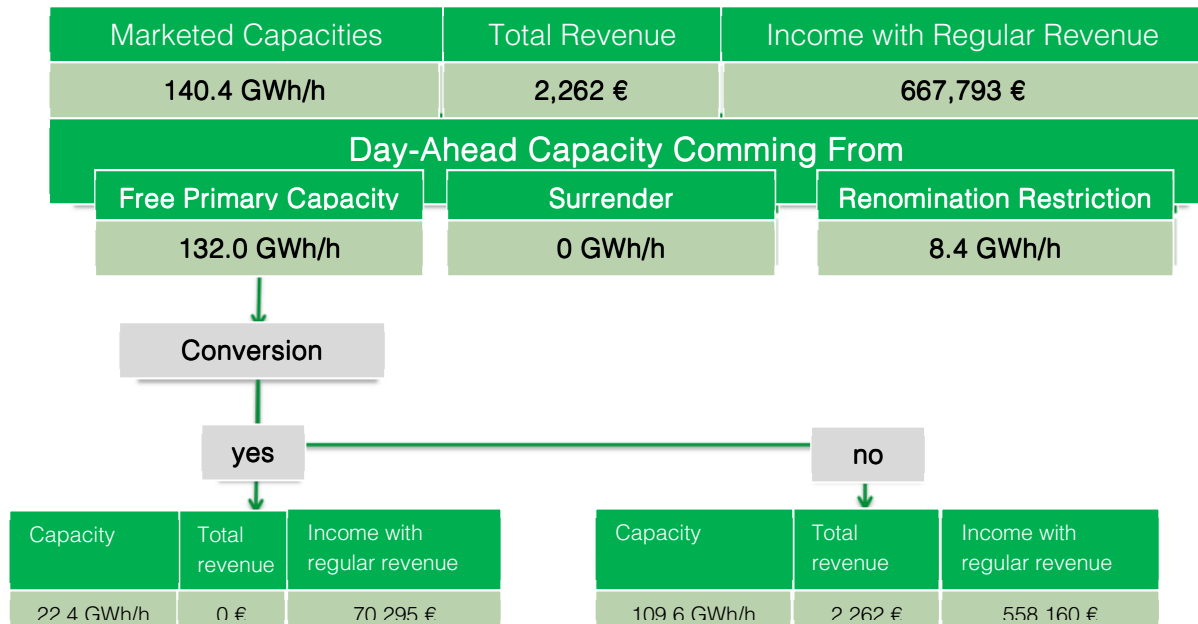 Marketed Capacities Total Revenue Income with Regular Revenue
140.4 GWh/h 2,262 € 667,793 €
Day-Ahead Capacity Comming From
Free Primary Capacity Surrender Renomination Restriction
132.0 GWh/h 0 GWh/h 8.4 GWh/h
Conversion
yes
no
Capacity Total Income with Capacity Total Income with
revenue regular revenue revenue regular revenue
22.4 GWh/h 0 € 70.295 € 109.6 GWh/h 2.262 € 558.160 €